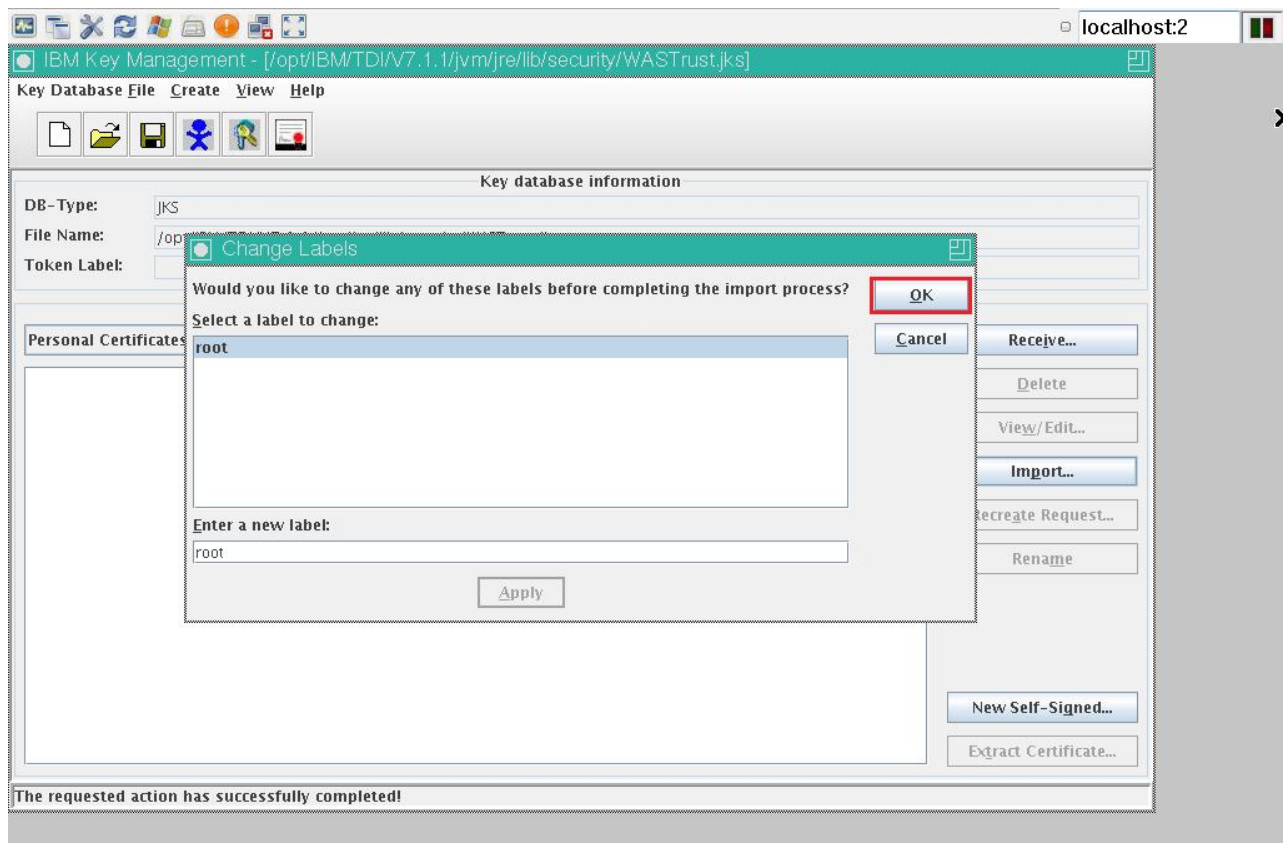 localhost:2
IBM Key Management - [/opt/IBM/TDI/V7.1.1/jvm/jre/lib/security/WASTrust.jks]
Key Database File Create View Help
Key database information
DB-Type: JKS
File Name:
Token Label:
Change Labels
Would you like to change any of these labels before completing the import process?
OK
Select a label to change:
Cancel
root
Personal Certificates
Receive...
Delete
View/Edit...
Import...
Recreate Request...
Rename
Enter a new label:
root
Apply
New Self-Signed...
Extract Certificate...
The requested action has successfully completed!